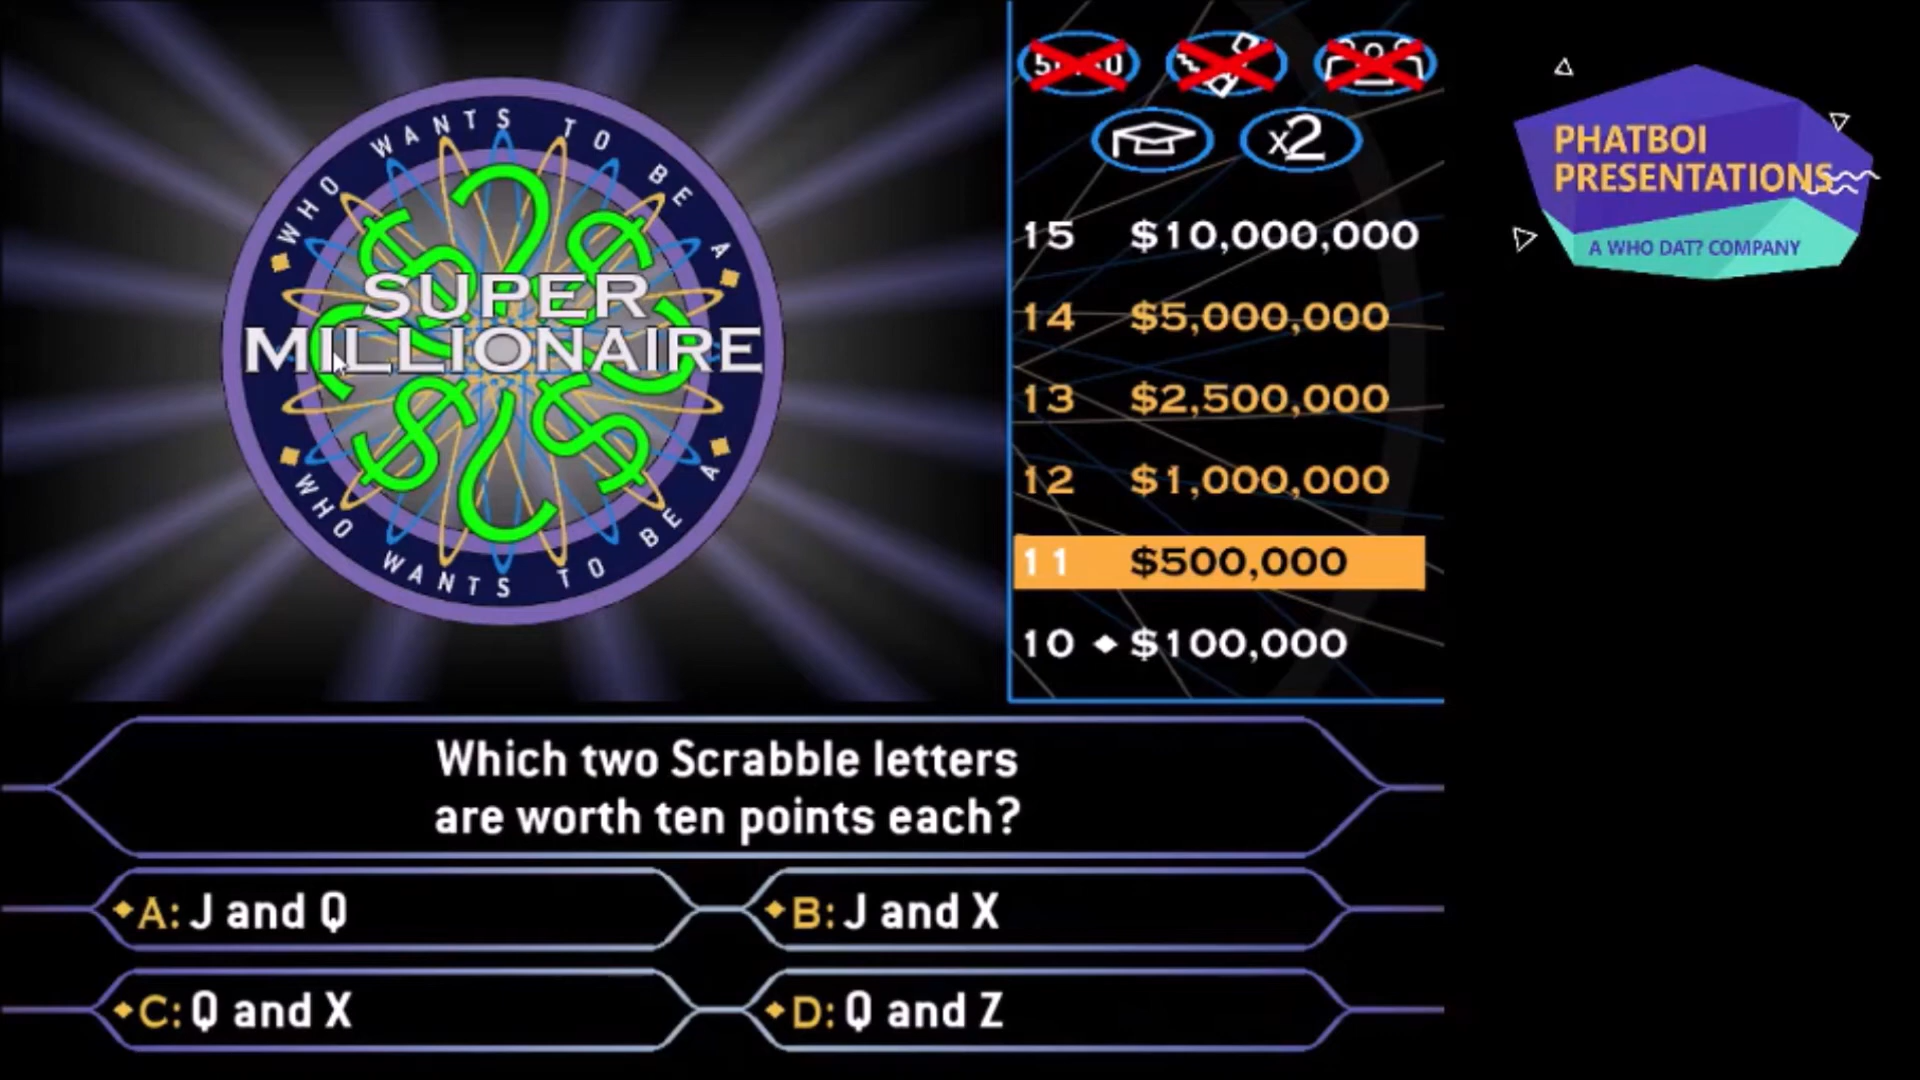 WHO WANTS TO BE A
SUPER
MILLIONAIRE
WHO WANTS TO BE A
x2
15 $10,000,000
14 $5,000,000
13 $2,500,000
12 $1,000,000
11 $500,000
10 $100,000
PHATBOI
PRESENTATIONS
A WHO DAT? COMPANY
Which two Scrabble letters
are worth ten points each?
A: J and Q
B: J and X
C: Q and X
D: Q and Z